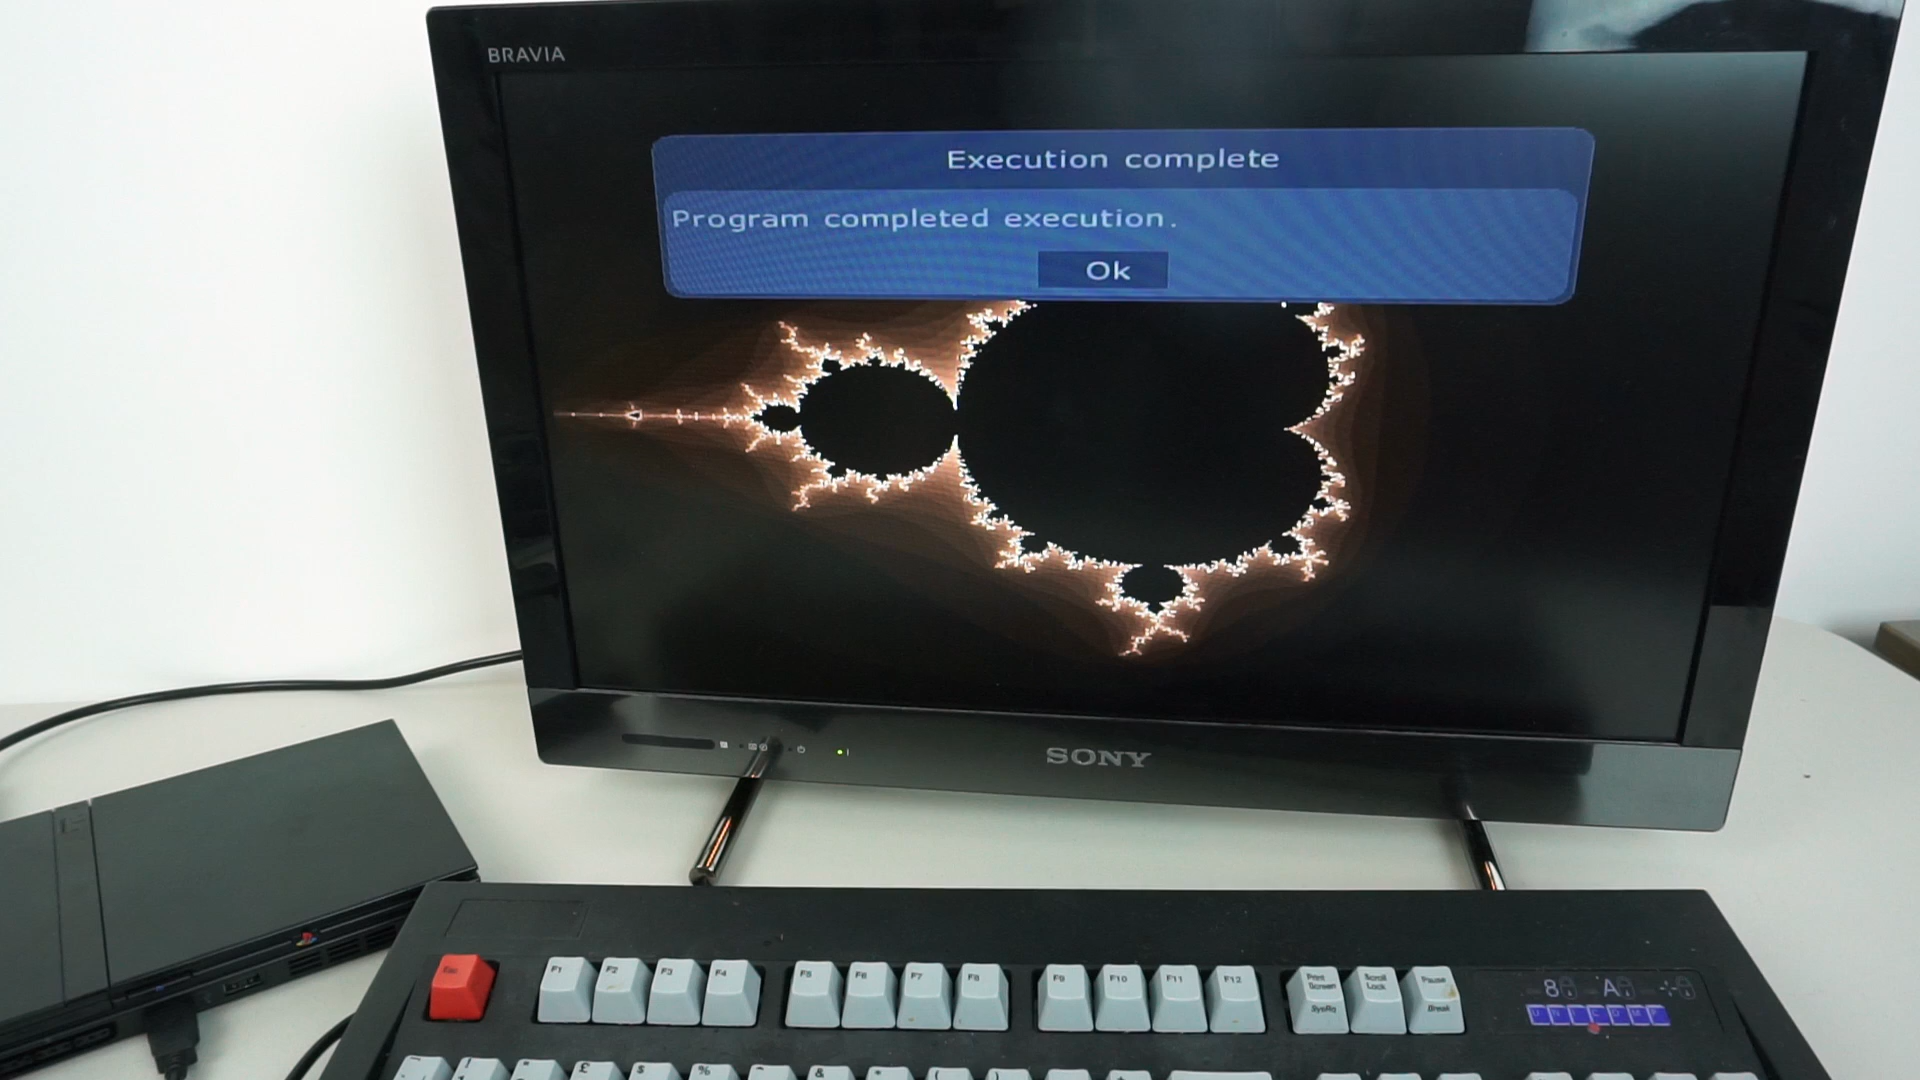 BRAVIA
Execution complete
Program completed execution.
Ok
SONY
Esc
F1
F2
F3
F4
F5
F6
F7
F8
F9
F10
F11
F12
Print
Screen
SysRq
Scroll
Lock
Pause
Break
8
A
U N I C O M P
!
"
£
$
%
^
&
*
(
)
_
+